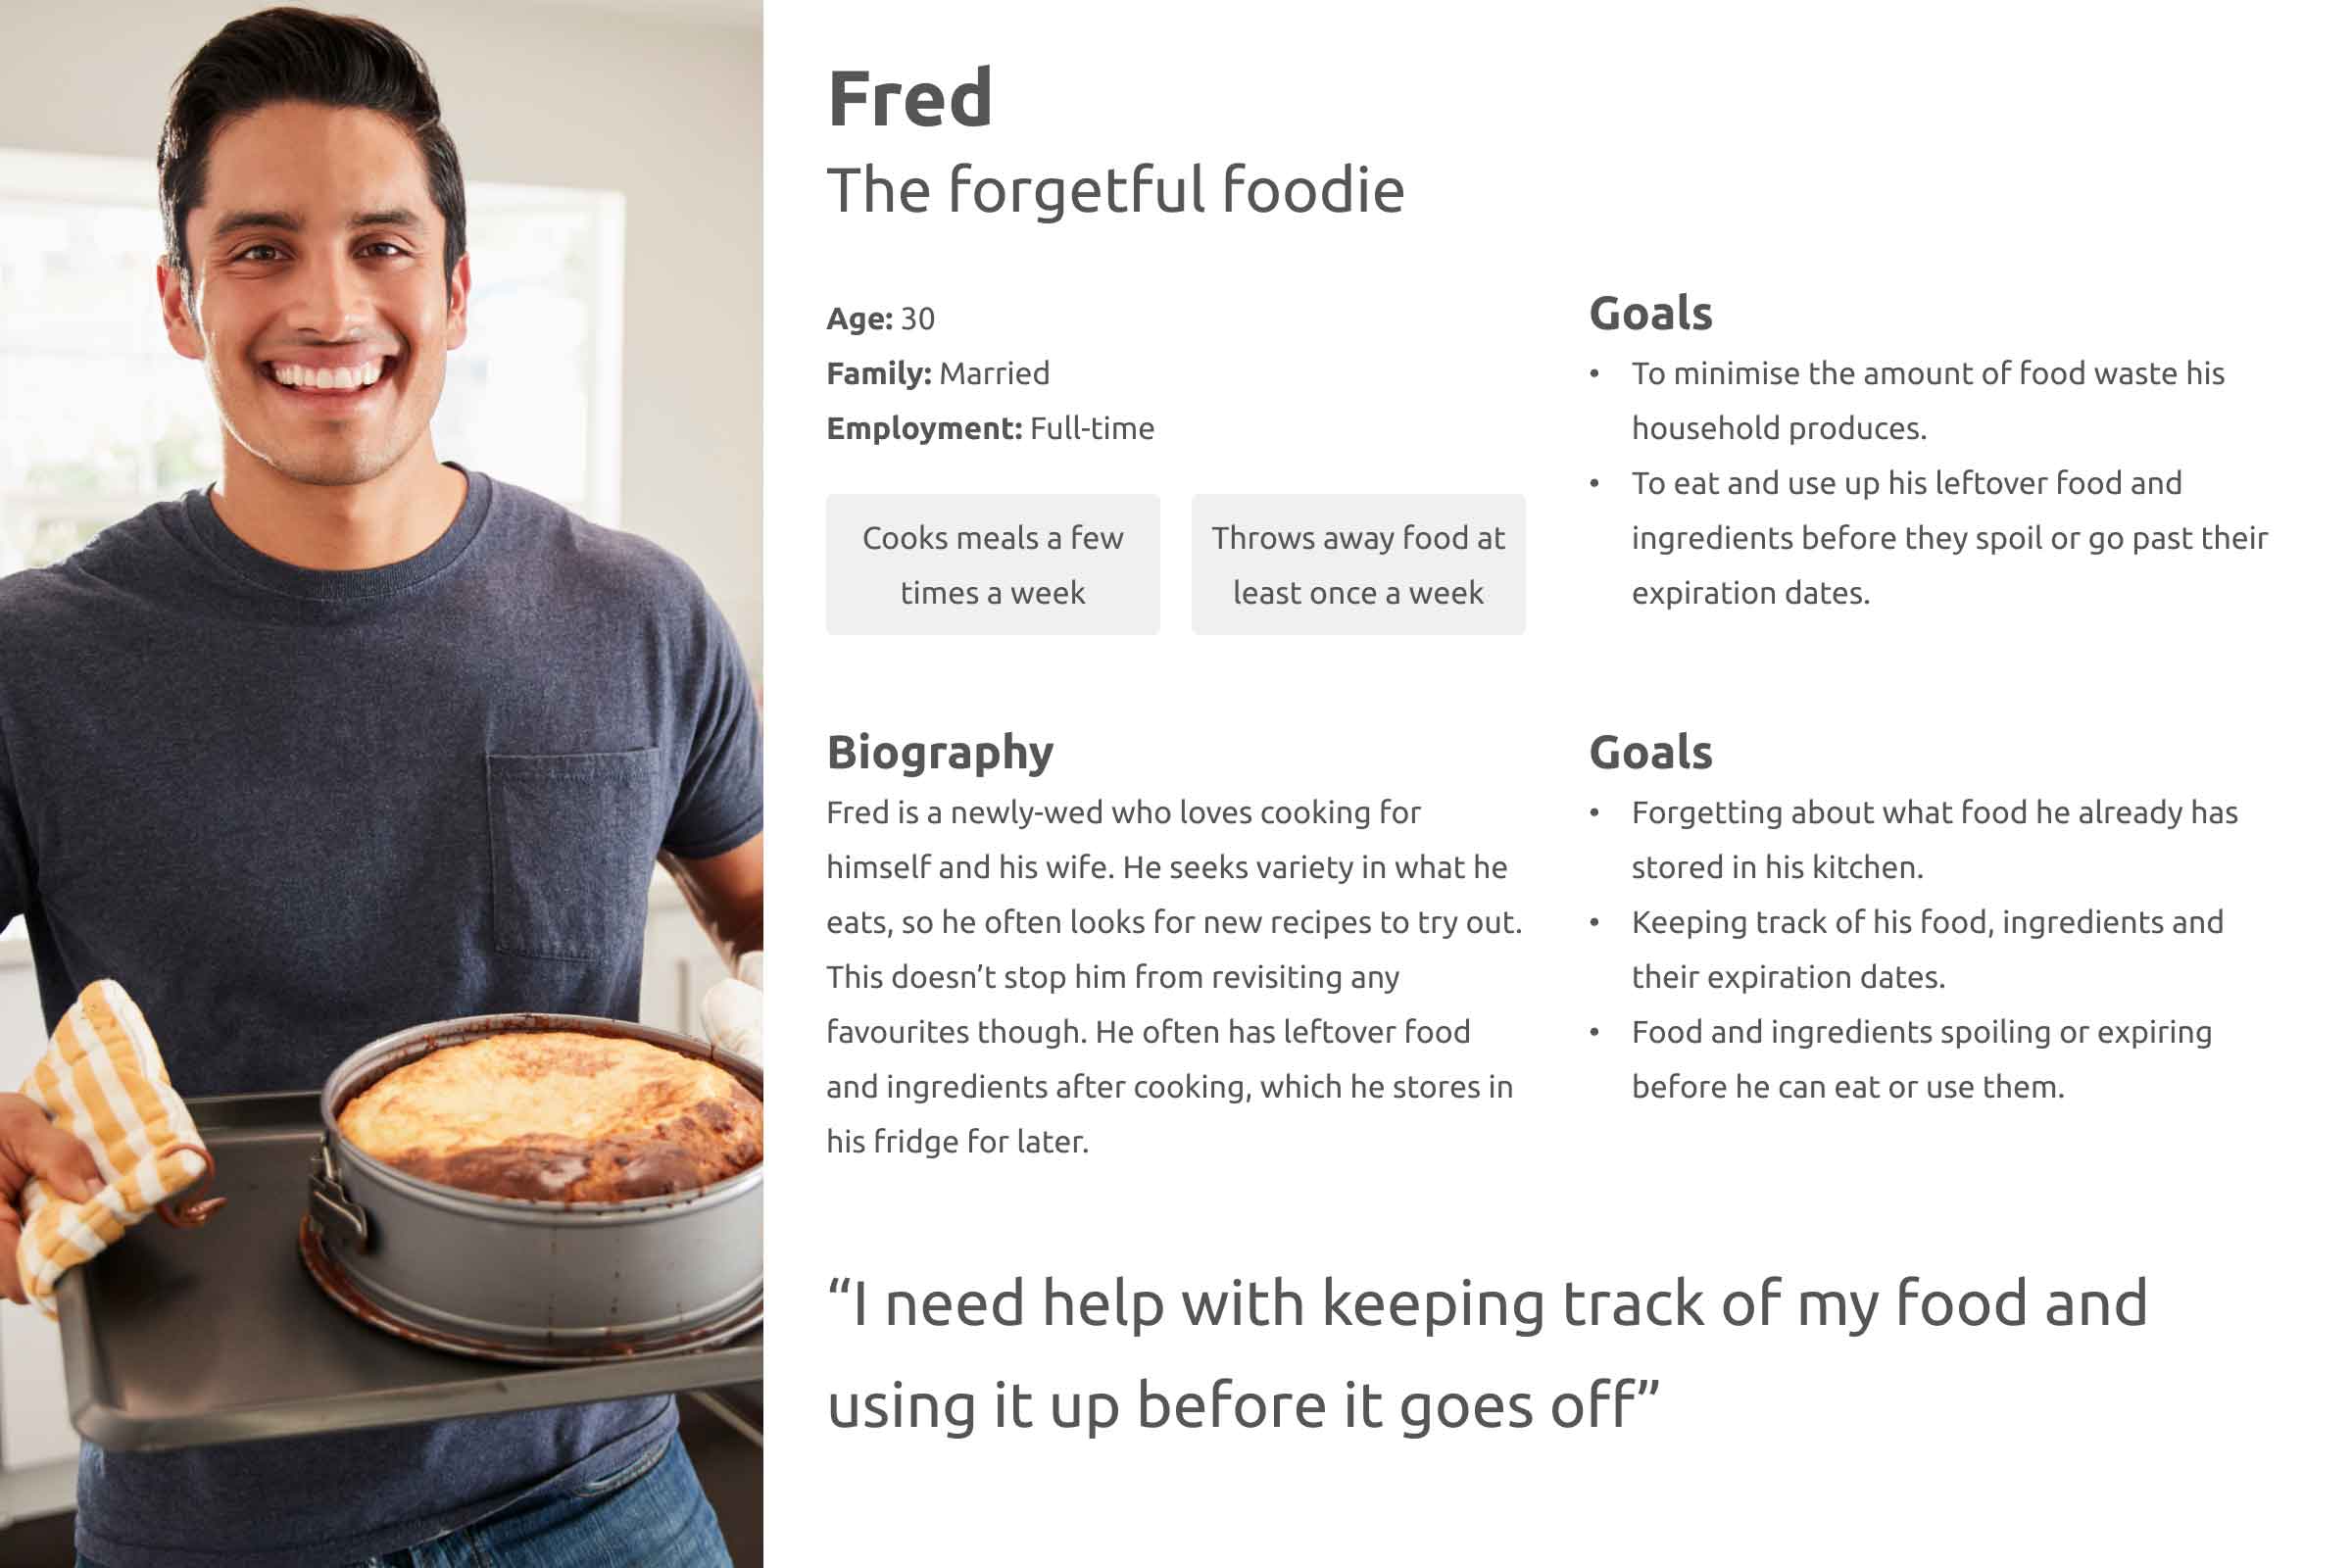 Fred
The forgetful foodie
Age: 30
Family: Married
Employment: Full-time
Cooks meals a few
times a week
Throws away food at
least once a week
Goals
• To minimise the amount of food waste his
household produces.
• To eat and use up his leftover food and
ingredients before they spoil or go past their
expiration dates.
Biography
Fred is a newly-wed who loves cooking for
himself and his wife. He seeks variety in what he
eats, so he often looks for new recipes to try out.
This doesn’t stop him from revisiting any
favourites though. He often has leftover food
and ingredients after cooking, which he stores in
his fridge for later.
Goals
• Forgetting about what food he already has
stored in his kitchen.
• Keeping track of his food, ingredients and
their expiration dates.
• Food and ingredients spoiling or expiring
before he can eat or use them.
“I need help with keeping track of my food and
using it up before it goes off”